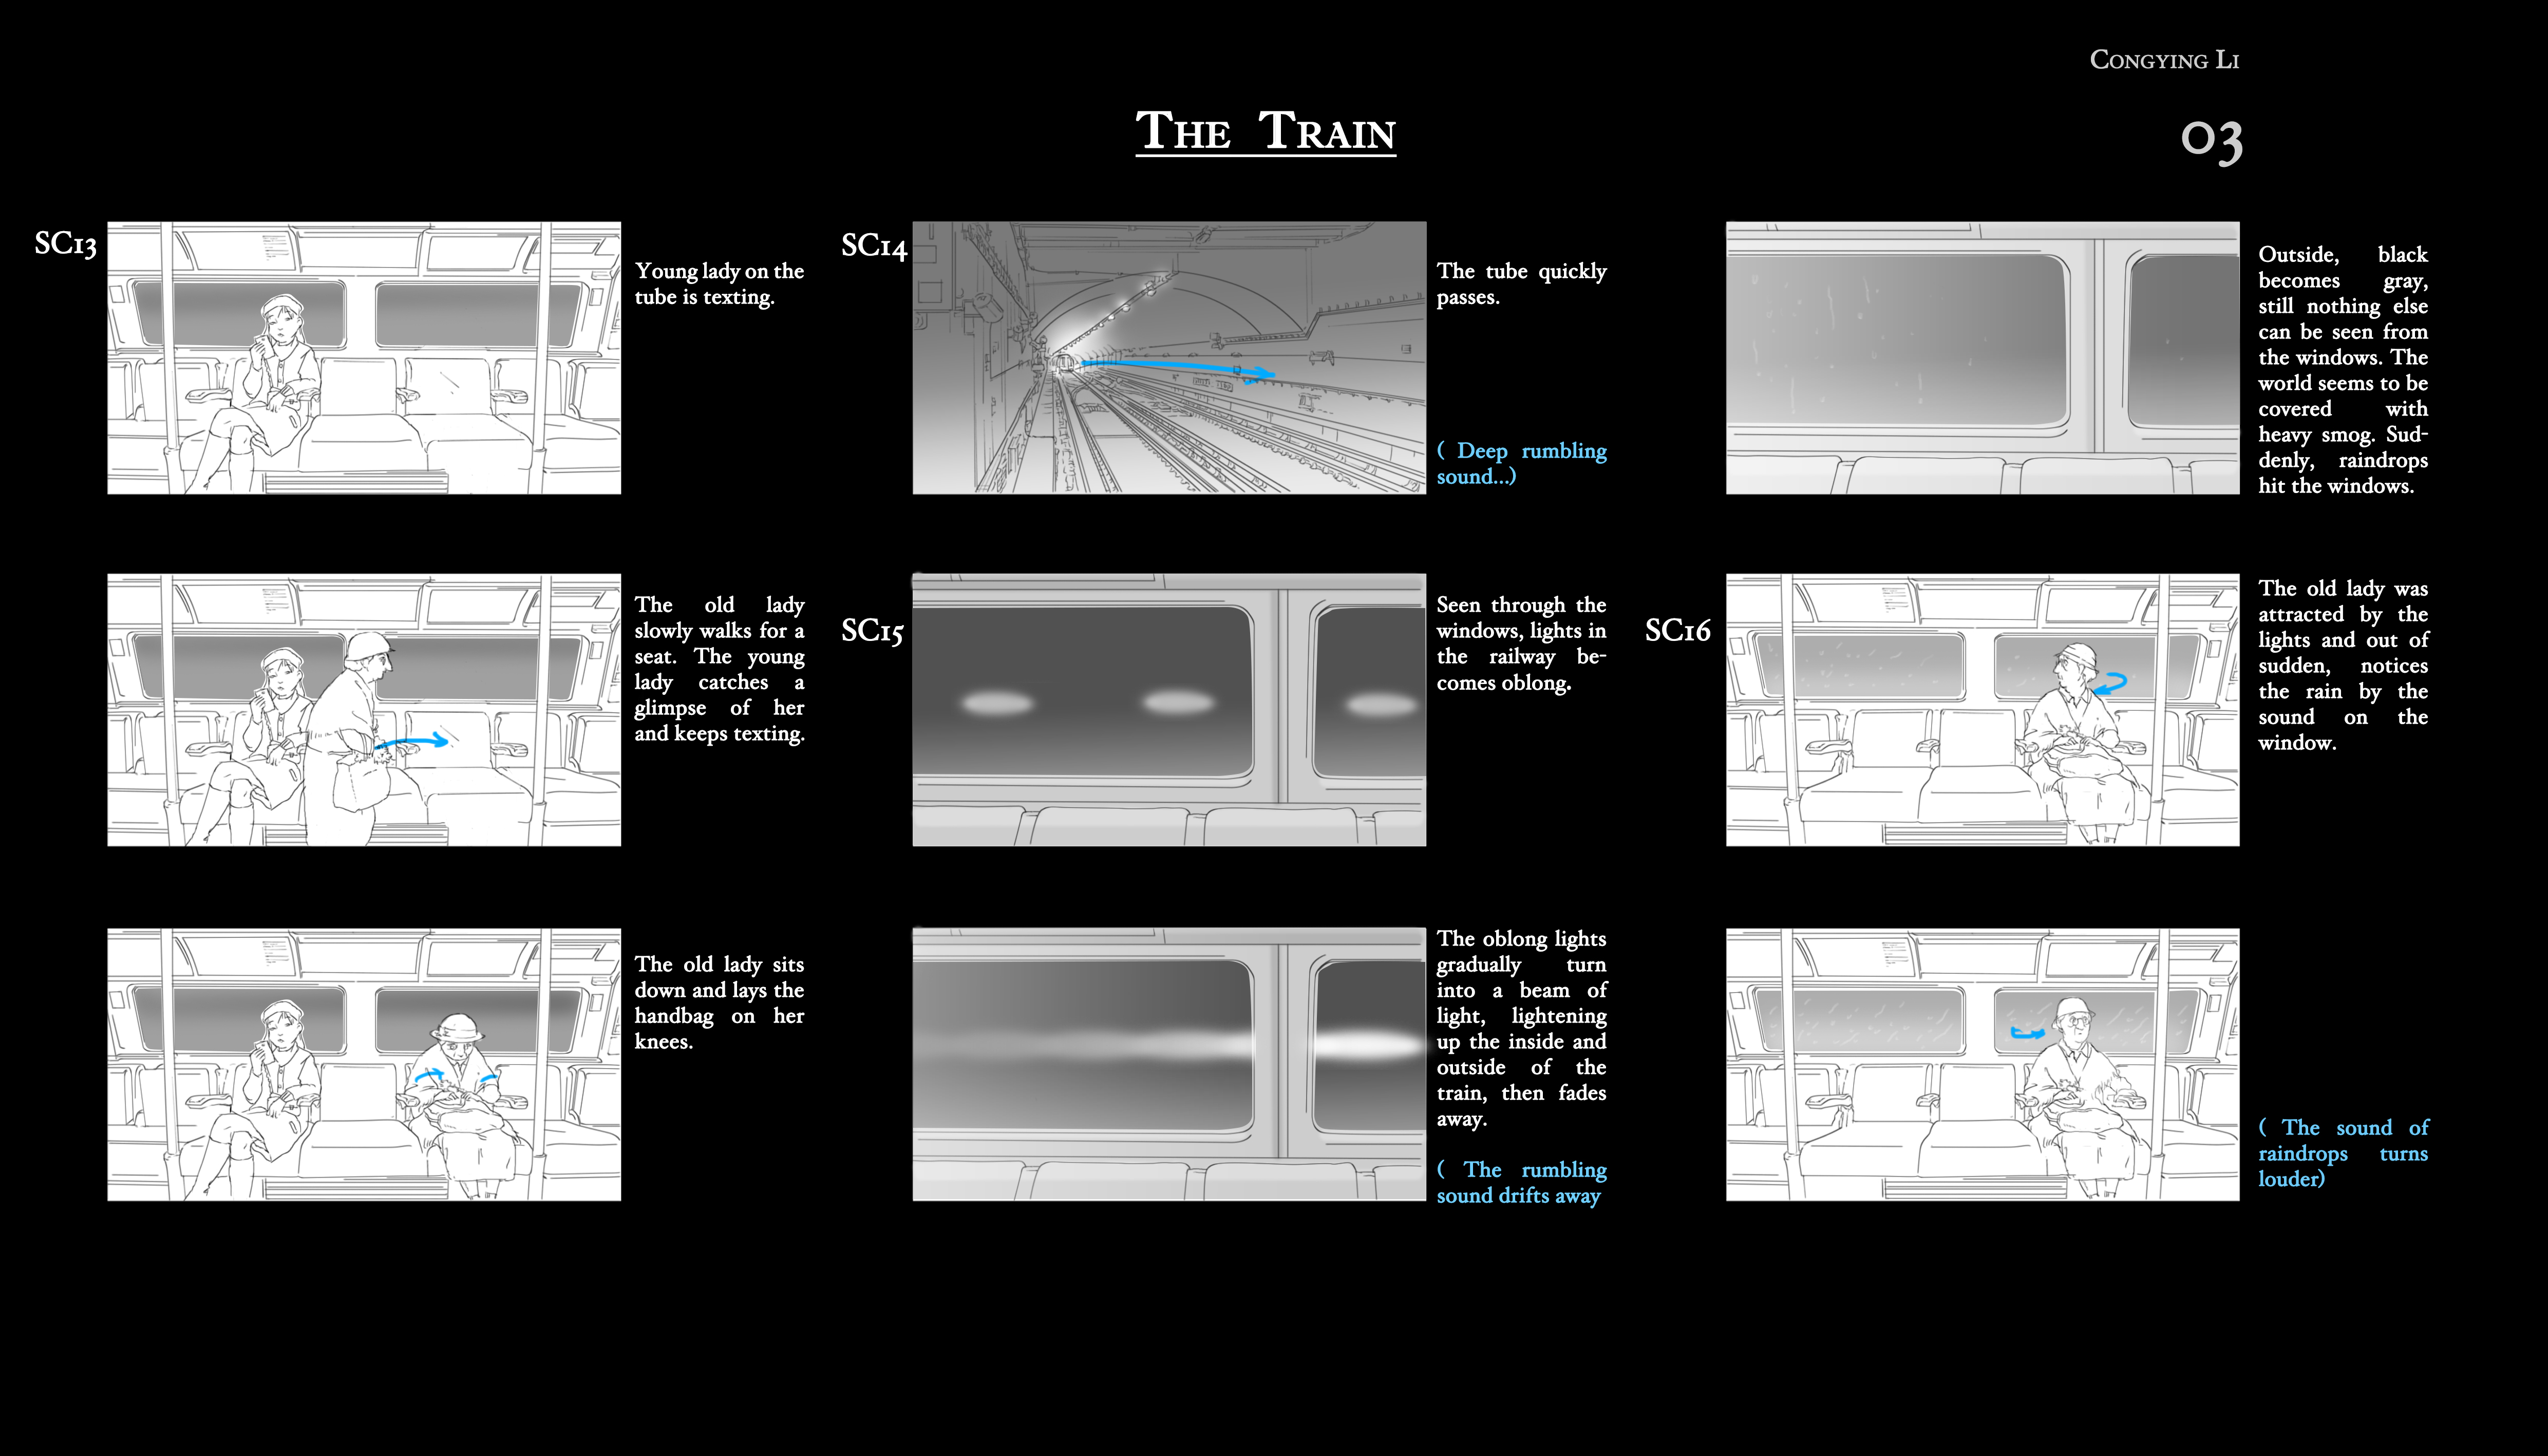 Congying Li
The Train
03
SC13
Young lady on the
tube is texting.
The old lady
slowly walks for a
seat. The young
lady catches a
glimpse of her
and keeps texting.
The old lady sits
down and lays the
handbag on her
knees.
SC14
The tube quickly
passes.
( Deep rumbling
sound...)
SC15
Seen through the
windows, lights in
the railway be-
comes oblong.
The oblong lights
gradually turn
into a beam of
light, lightening
up the inside and
outside of the
train, then fades
away.
( The rumbling
sound drifts away
Outside, black
becomes gray,
still nothing else
can be seen from
the windows. The
world seems to be
covered with
heavy smog. Sud-
denly, raindrops
hit the windows.
SC16
The old lady was
attracted by the
lights and out of
sudden, notices
the rain by the
sound on the
window.
( The sound of
raindrops turns
louder)